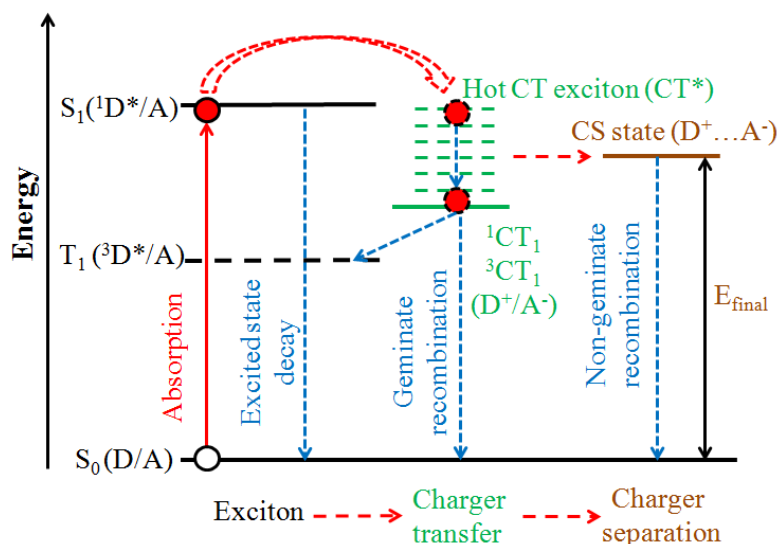 Energy
S₁(¹D*/A)
T₁(³D*/A)
S₀(D/A)
Absorption
Excited state
decay
Hot CT exciton (CT*)
¹CT₁
³CT₁
(D⁺/A⁻)
Geminate
recombination
CS state (D⁺...A⁻)
Non-geminate
recombination
E_final
Exciton
Charger
transfer
Charger
separation